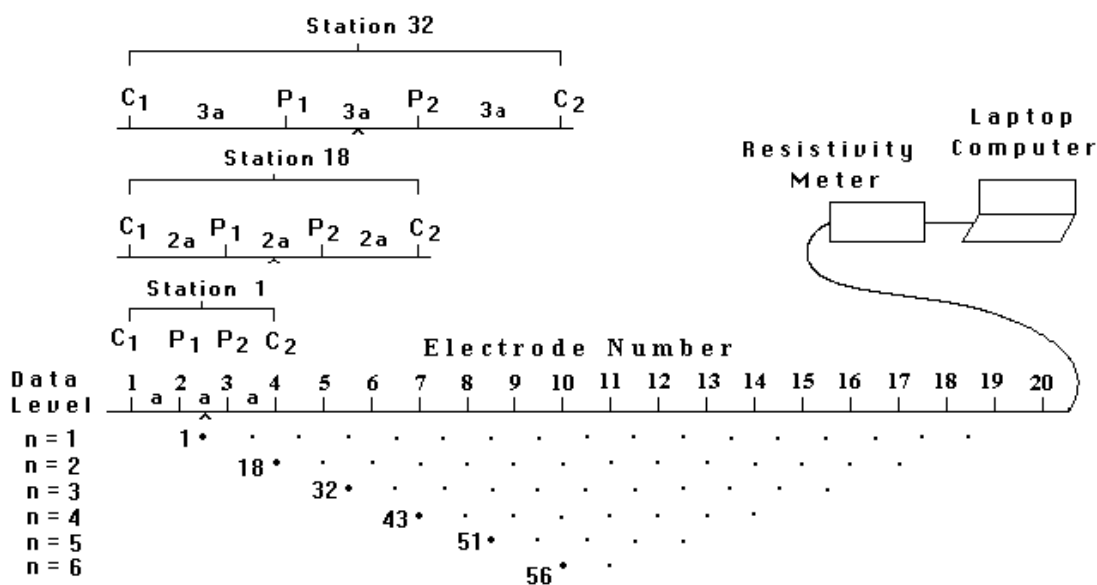 Station 32
C1 3a P1 3a P2 3a C2
Station 18
C1 2a P1 2a P2 2a C2
Station 1
C1 P1 P2 C2
Resistivity
Meter
Laptop
Computer
Electrode Number
Data
Level
1 2 3 4 5 6 7 8 9 10 11 12 13 14 15 16 17 18 19 20
a a a
n = 1 1
n = 2 18
n = 3 32
n = 4 43
n = 5 51
n = 6 56